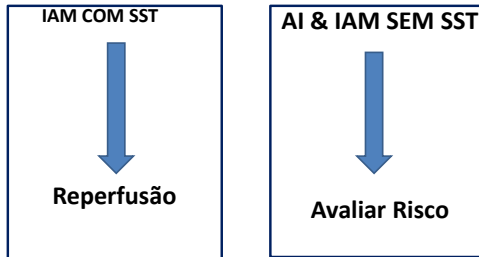 IAM COM SST
Reperfusão
AI & IAM SEM SST
Avaliar Risco